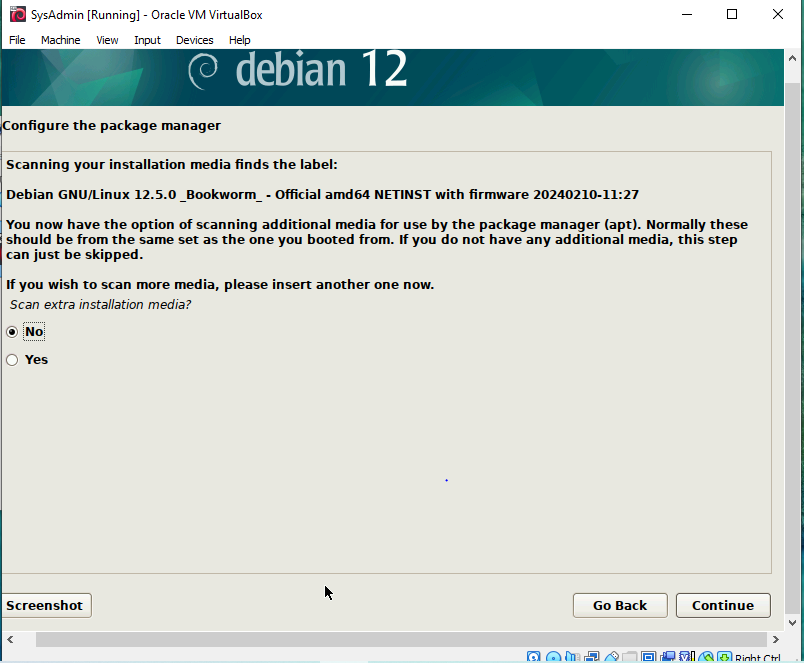 SysAdmin [Running] - Oracle VM VirtualBox
File Machine View Input Devices Help
debian 12
Configure the package manager
Scanning your installation media finds the label:
Debian GNU/Linux 12.5.0 _Bookworm_ - Official amd64 NETINST with firmware 20240210-11:27
You now have the option of scanning additional media for use by the package manager (apt). Normally these
should be from the same set as the one you booted from. If you do not have any additional media, this step
can just be skipped.
If you wish to scan more media, please insert another one now.
Scan extra installation media?
No
Yes
Screenshot
Go Back
Continue
Right Ctrl